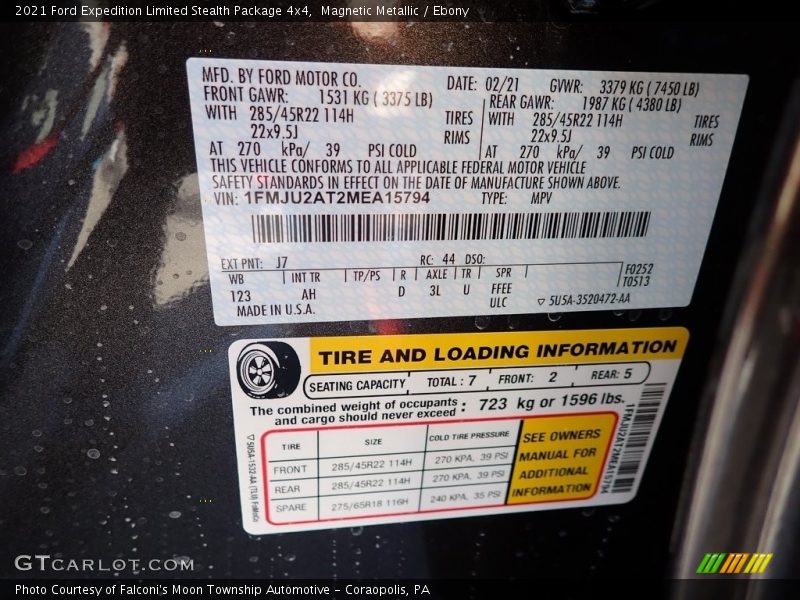 2021 Ford Expedition Limited Stealth Package 4x4, Magnetic Metallic / Ebony
MFD. BY FORD MOTOR CO. DATE: 02/21 GVWR: 3379 KG ( 7450 LB)
FRONT GAWR: 1531 KG ( 3375 LB) REAR GAWR: 1987 KG ( 4380 LB)
WITH 285/45R22 114H TIRES WITH 285/45R22 114H TIRES
22x9.5J RIMS 22x9.5J RIMS
AT 270 kPa/ 39 PSI COLD AT 270 kPa/ 39 PSI COLD
THIS VEHICLE CONFORMS TO ALL APPLICABLE FEDERAL MOTOR VEHICLE
SAFETY STANDARDS IN EFFECT ON THE DATE OF MANUFACTURE SHOWN ABOVE.
VIN: 1FMJU2AT2MEA15794 TYPE: MPV
EXT PNT: J7 RC: 44 DSO:
WB INT TR TP/PS R AXLE TR SPR F0252
123 AH D 3L U FFEE T0513
ULC
MADE IN U.S.A. ▽ 5U5A-3520472-AA
TIRE AND LOADING INFORMATION
SEATING CAPACITY TOTAL : 7 FRONT: 2 REAR: 5
The combined weight of occupants and cargo should never exceed : 723 kg or 1596 lbs.
TIRE SIZE COLD TIRE PRESSURE
FRONT 285/45R22 114H 270 KPA, 39 PSI
REAR 285/45R22 114H 270 KPA, 39 PSI
SPARE 275/65R18 116H 240 KPA, 35 PSI
SEE OWNERS
MANUAL FOR
ADDITIONAL
INFORMATION
1FMJU2AT2MEA15794
GTCARLOT.COM
Photo Courtesy of Falconi's Moon Township Automotive - Coraopolis, PA